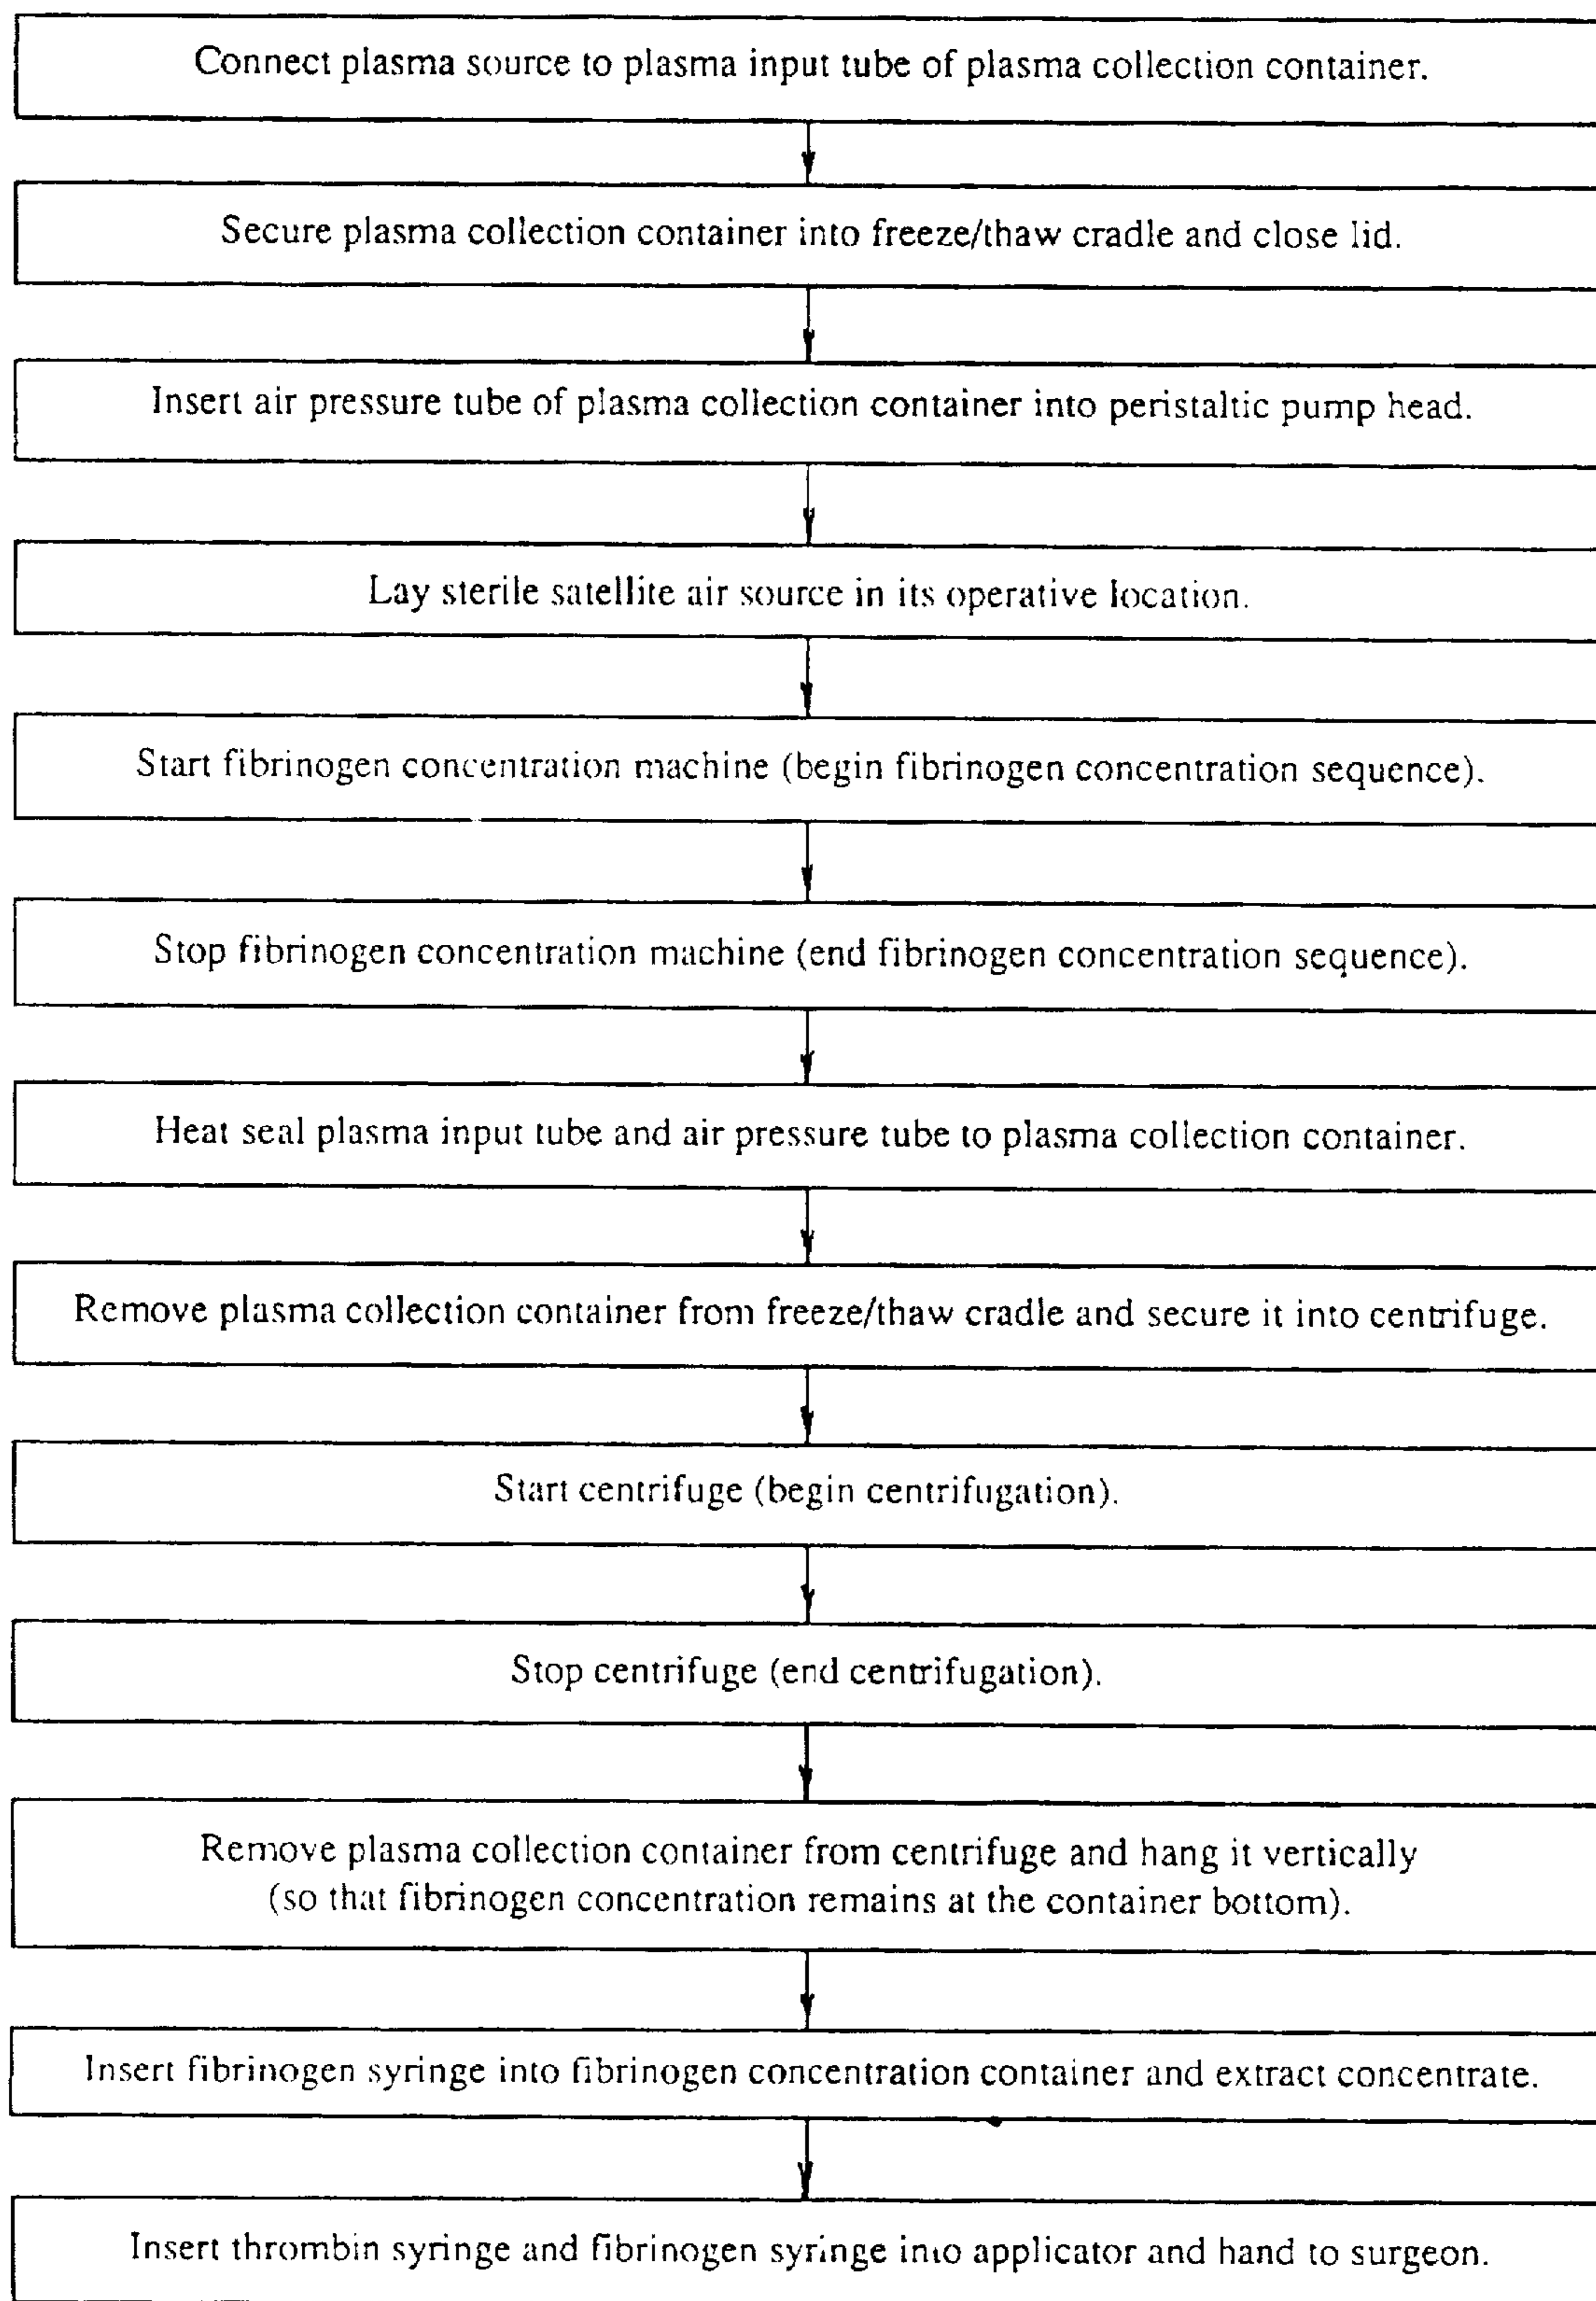 Connect plasma source to plasma input tube of plasma collection container.
Secure plasma collection container into freeze/thaw cradle and close lid.
Insert air pressure tube of plasma collection container into peristaltic pump head.
Lay sterile satellite air source in its operative location.
Start fibrinogen concentration machine (begin fibrinogen concentration sequence).
Stop fibrinogen concentration machine (end fibrinogen concentration sequence).
Heat seal plasma input tube and air pressure tube to plasma collection container.
Remove plasma collection container from freeze/thaw cradle and secure it into centrifuge.
Start centrifuge (begin centrifugation).
Stop centrifuge (end centrifugation).
Remove plasma collection container from centrifuge and hang it vertically
(so that fibrinogen concentration remains at the container bottom).
Insert fibrinogen syringe into fibrinogen concentration container and extract concentrate.
Insert thrombin syringe and fibrinogen syringe into applicator and hand to surgeon.